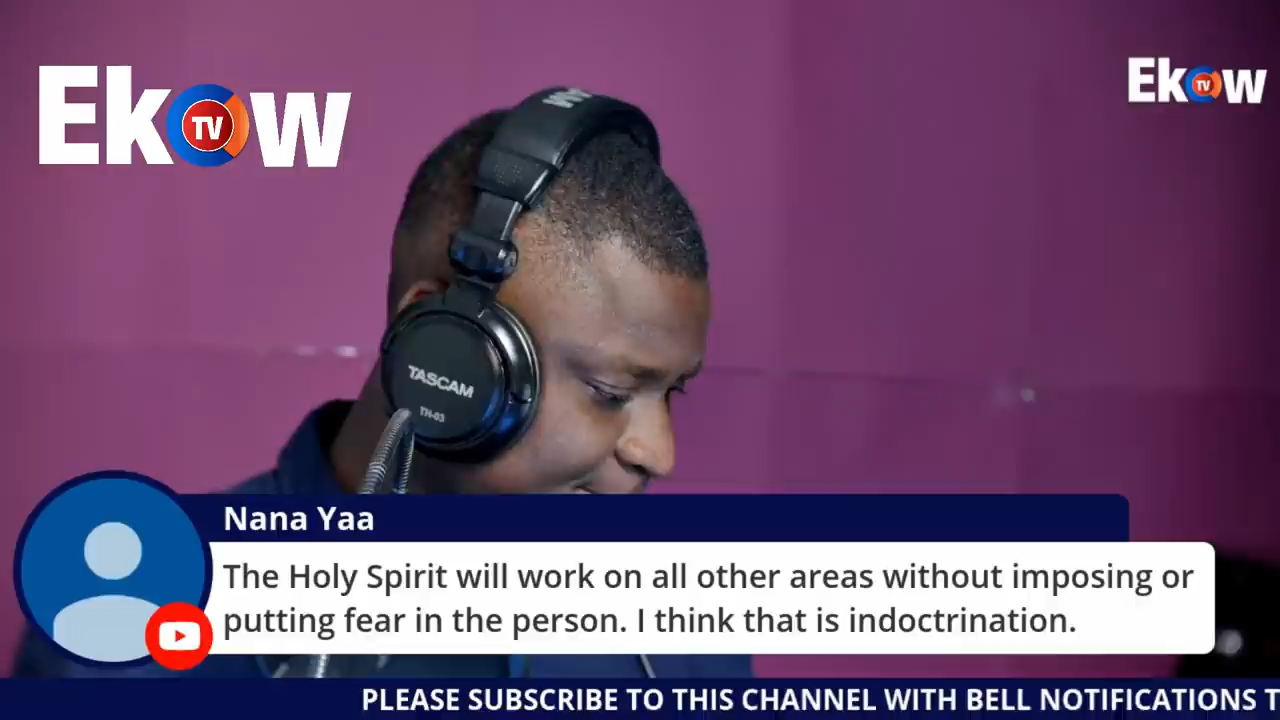 Ekow
TV
Ekow
TV
TASCAM
TH-03
Nana Yaa
The Holy Spirit will work on all other areas without imposing or
putting fear in the person. I think that is indoctrination.
PLEASE SUBSCRIBE TO THIS CHANNEL WITH BELL NOTIFICATIONS T